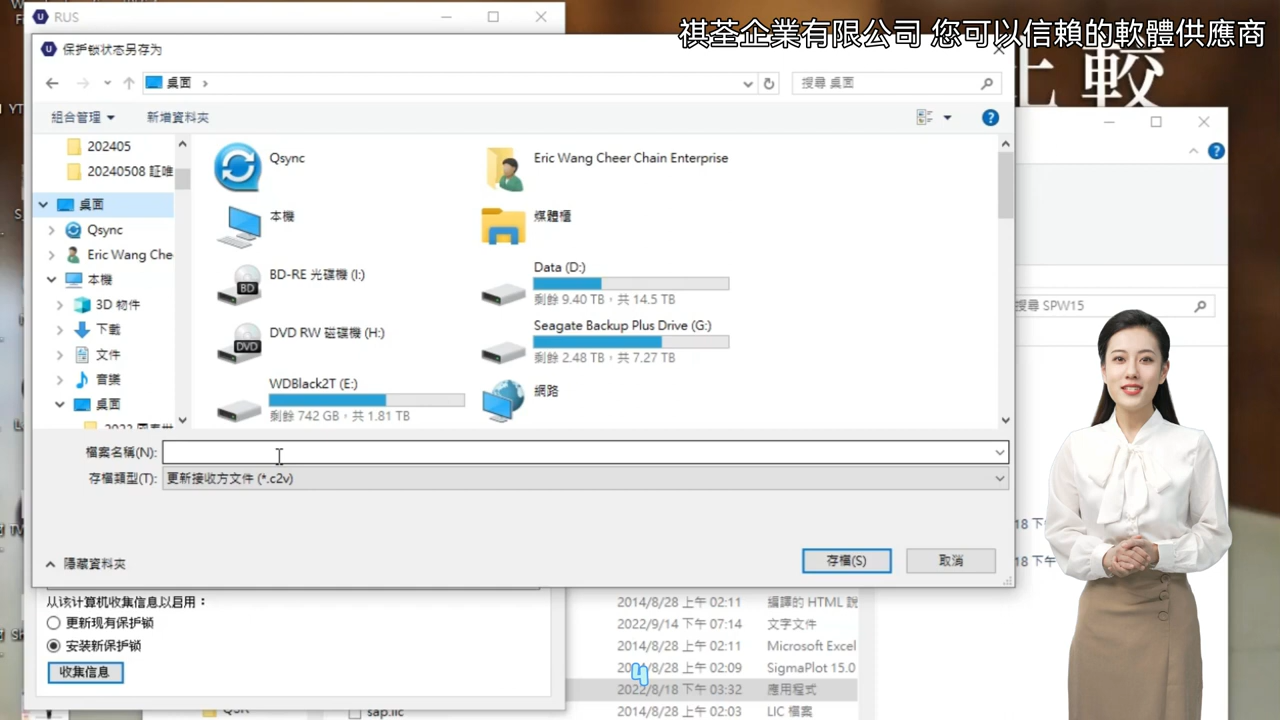 RUS
祺荃企業有限公司 您可以信賴的軟體供應商
保护锁状态另存为
上較
桌面
搜尋 桌面
組合管理
新增資料夾
202405
20240508
桌面
Qsync
Eric Wang Chee
本機
3D 物件
下載
文件
音樂
桌面
Qsync
Eric Wang Cheer Chain Enterprise
本機
媒體櫃
BD-RE 光碟機 (I:)
BD
Data (D:)
剩餘 9.40 TB，共 14.5 TB
DVD RW 磁碟機 (H:)
DVD
Seagate Backup Plus Drive (G:)
剩餘 2.48 TB，共 7.27 TB
WDBlack2T (E:)
剩餘 742 GB，共 1.81 TB
網路
搜尋 SPW15
檔案名稱(N):
存檔類型(T):
更新接收方文件 (*.c2v)
18 下午
18 下午
隱藏資料夾
存檔(S)
取消
从该计算机收集信息以启用：
更新现有保护锁
安装新保护锁
收集信息
2014/8/28 上午 02:11
編譯的 HTML 說
2022/9/14 下午 07:14
文字文件
2014/8/28 上午 02:11
Microsoft Excel
2014/8/28 上午 02:09
SigmaPlot 15.0
4
2022/8/18 下午 03:32
應用程式
sap.lic
2014/8/28 上午 02:03
LIC 檔案